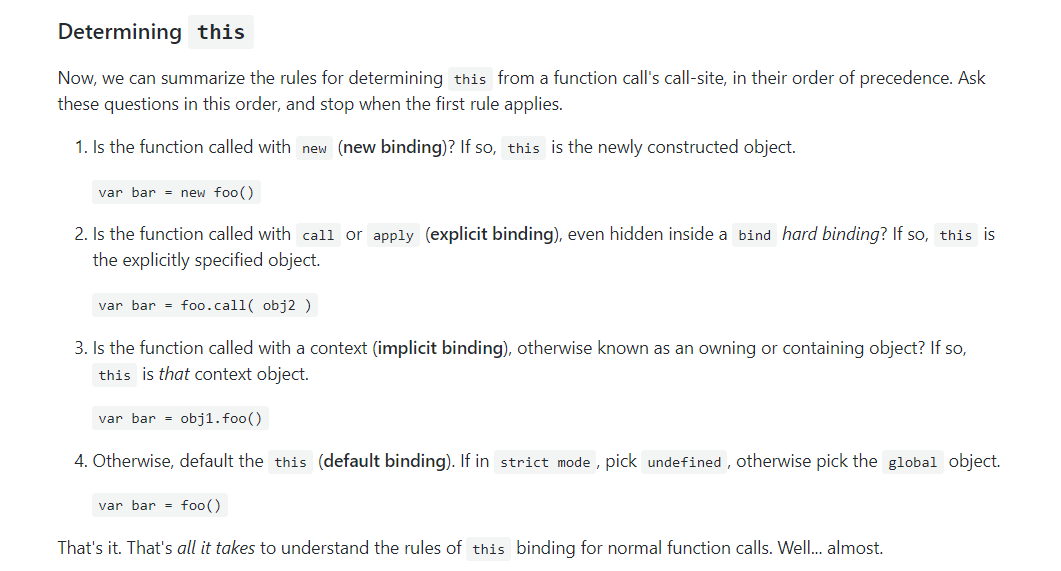 Determining this
Now, we can summarize the rules for determining this from a function call's call-site, in their order of precedence. Ask
these questions in this order, and stop when the first rule applies.
1. Is the function called with new (new binding)? If so, this is the newly constructed object.
var bar = new foo()
2. Is the function called with call or apply (explicit binding), even hidden inside a bind hard binding? If so, this is
the explicitly specified object.
var bar = foo.call( obj2 )
3. Is the function called with a context (implicit binding), otherwise known as an owning or containing object? If so,
this is that context object.
var bar = obj1.foo()
4. Otherwise, default the this (default binding). If in strict mode, pick undefined, otherwise pick the global object.
var bar = foo()
That's it. That's all it takes to understand the rules of this binding for normal function calls. Well... almost.